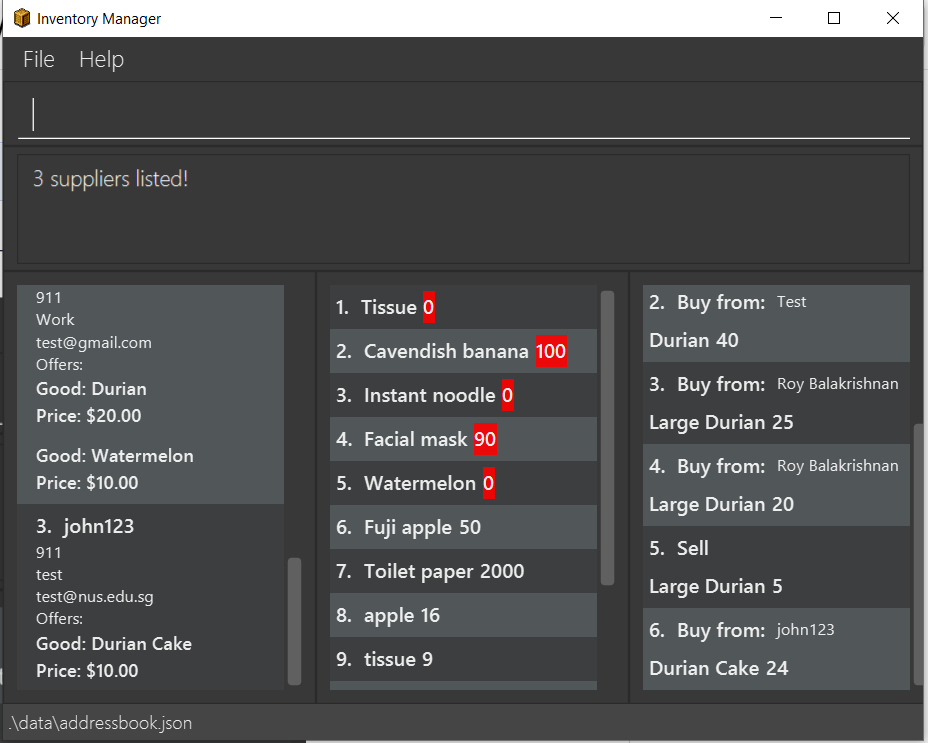 Inventory Manager
File Help
3 suppliers listed!
911
Work
test@gmail.com
Offers:
Good: Durian
Price: $20.00
Good: Watermelon
Price: $10.00
3. john123
911
test
test@nus.edu.sg
Offers:
Good: Durian Cake
Price: $10.00
1. Tissue 0
2. Cavendish banana 100
3. Instant noodle 0
4. Facial mask 90
5. Watermelon 0
6. Fuji apple 50
7. Toilet paper 2000
8. apple 16
9. tissue 9
2. Buy from: Test
Durian 40
3. Buy from: Roy Balakrishnan
Large Durian 25
4. Buy from: Roy Balakrishnan
Large Durian 20
5. Sell
Large Durian 5
6. Buy from: john123
Durian Cake 24
.\data\addressbook.json